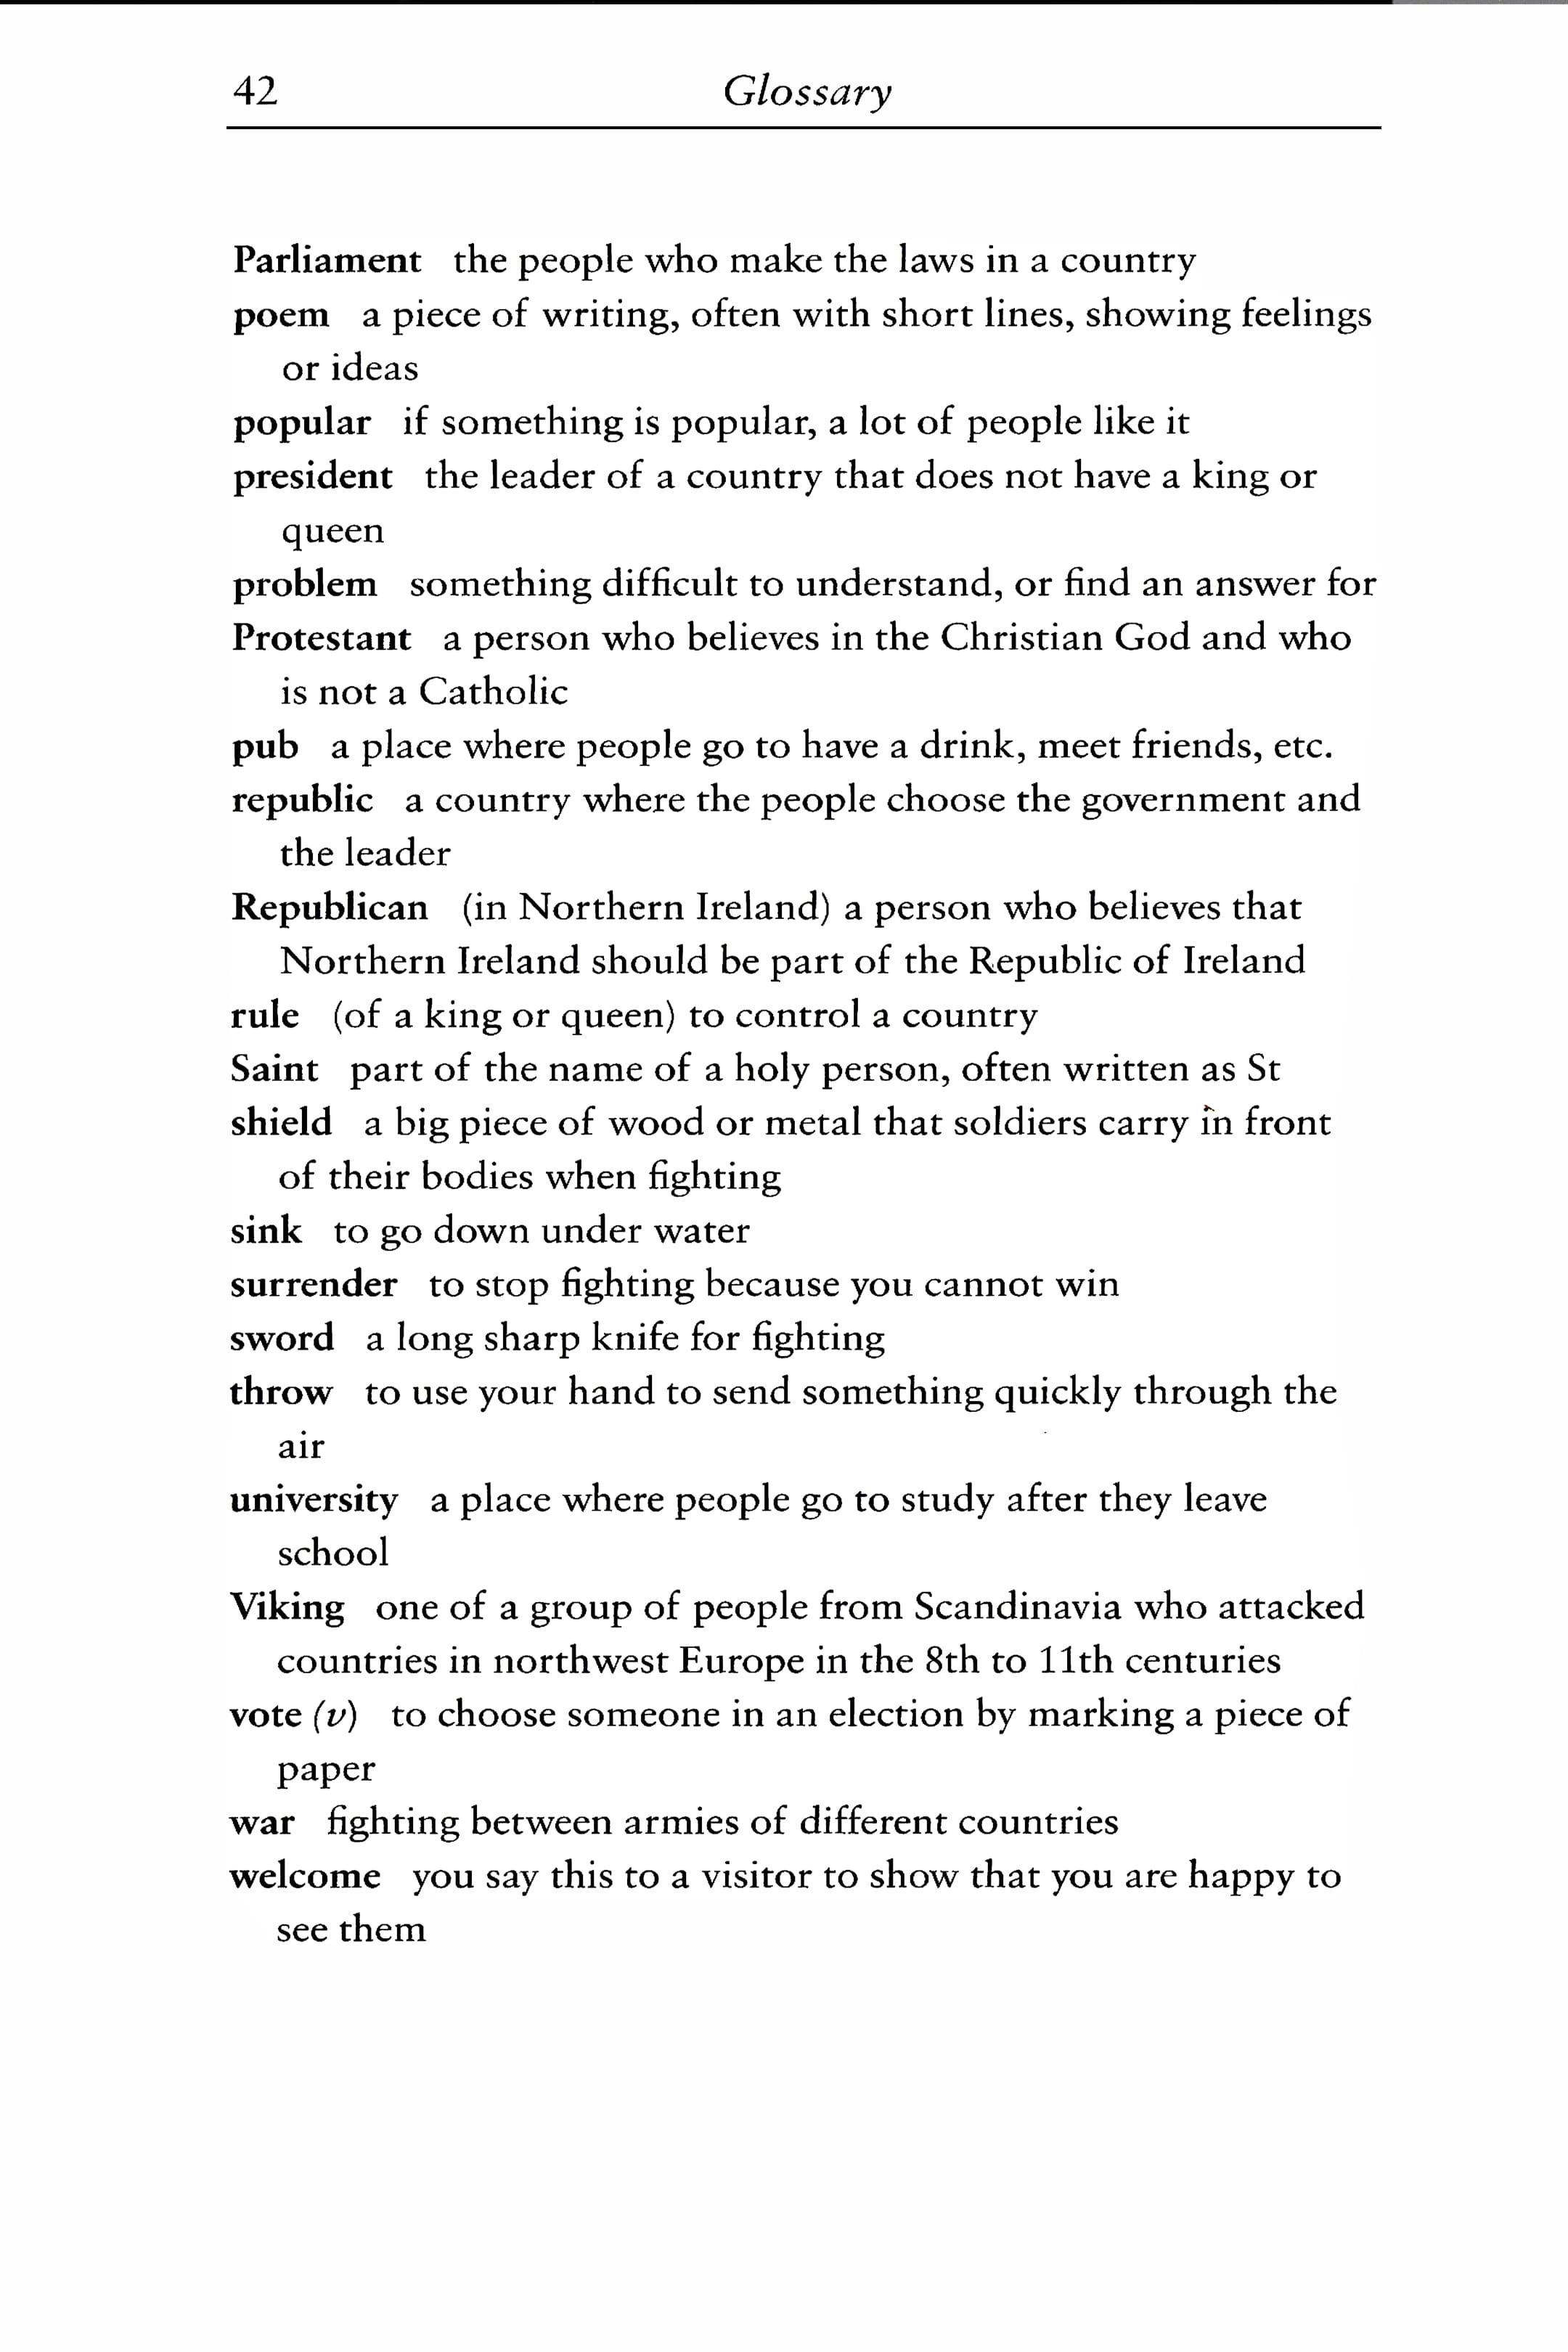 42 Glossary
Parliament the people who make the laws in a country
poem a piece of writing, often with short lines, showing feelings
or ideas
popular if something is popular, a lot of people like it
president the leader of a country that does not have a king or
queen
problem something difficult to understand, or find an answer for
Protestant a person who believes in the Christian God and who
is not a Catholic
pub a place where people go to have a drink, meet friends, etc.
republic a country where the people choose the government and
the leader
Republican (in Northern Ireland) a person who believes that
Northern Ireland should be part of the Republic of Ireland
rule (of a king or queen) to control a country
Saint part of the name of a holy person, often written as St
shield a big piece of wood or metal that soldiers carry in front
of their bodies when fighting
sink to go down under water
surrender to stop fighting because you cannot win
sword a long sharp knife for fighting
throw to use your hand to send something quickly through the
air
university a place where people go to study after they leave
school
Viking one of a group of people from Scandinavia who attacked
countries in northwest Europe in the 8th to 11th centuries
vote (v) to choose someone in an election by marking a piece of
paper
war fighting between armies of different countries
welcome you say this to a visitor to show that you are happy to
see them